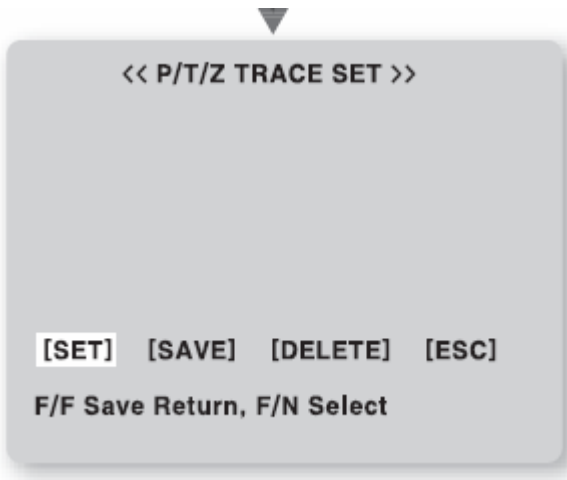 << P/T/Z TRACE SET >>
[SET] [SAVE] [DELETE] [ESC]
F/F Save Return, F/N Select